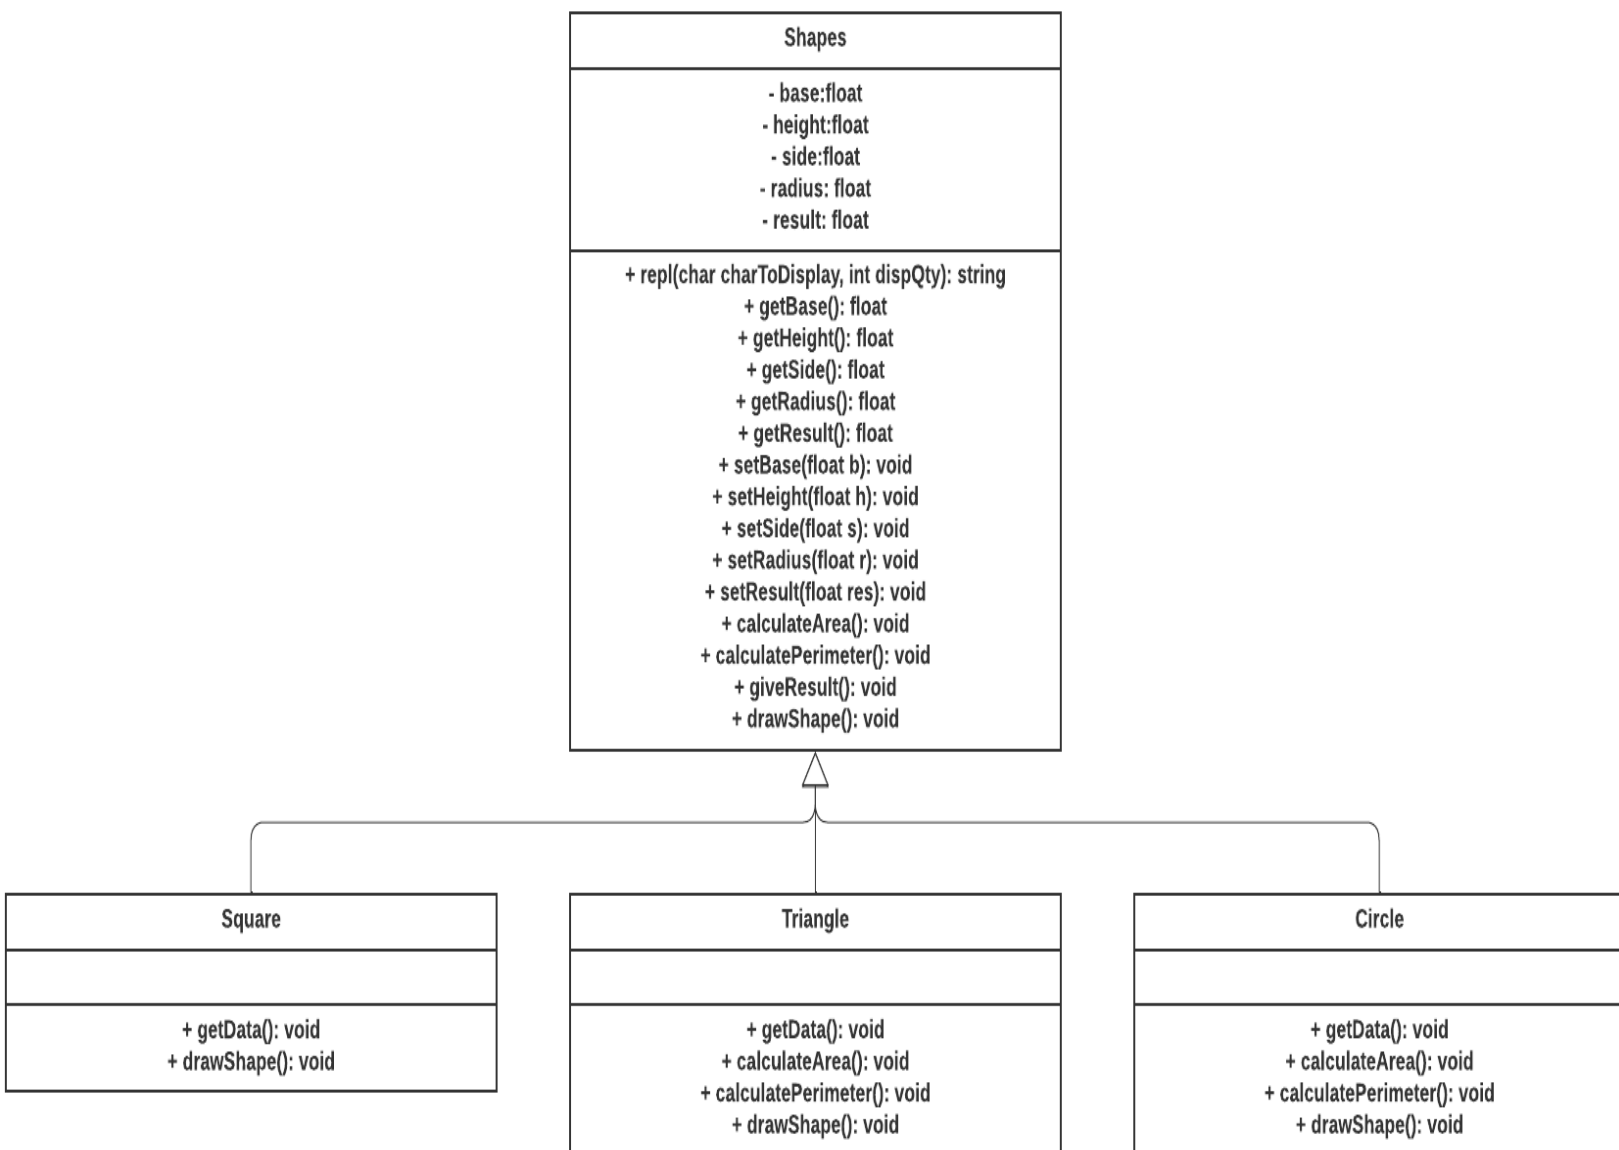 Shapes
- base:float
- height:float
- side:float
- radius: float
- result: float
+ repl(char charToDisplay, int dispQty): string
+ getBase(): float
+ getHeight(): float
+ getSide(): float
+ getRadius(): float
+ getResult(): float
+ setBase(float b): void
+ setHeight(float h): void
+ setSide(float s): void
+ setRadius(float r): void
+ setResult(float res): void
+ calculateArea(): void
+ calculatePerimeter(): void
+ giveResult(): void
+ drawShape(): void
Square
+ getData(): void
+ drawShape(): void
Triangle
+ getData(): void
+ calculateArea(): void
+ calculatePerimeter(): void
+ drawShape(): void
Circle
+ getData(): void
+ calculateArea(): void
+ calculatePerimeter(): void
+ drawShape(): void